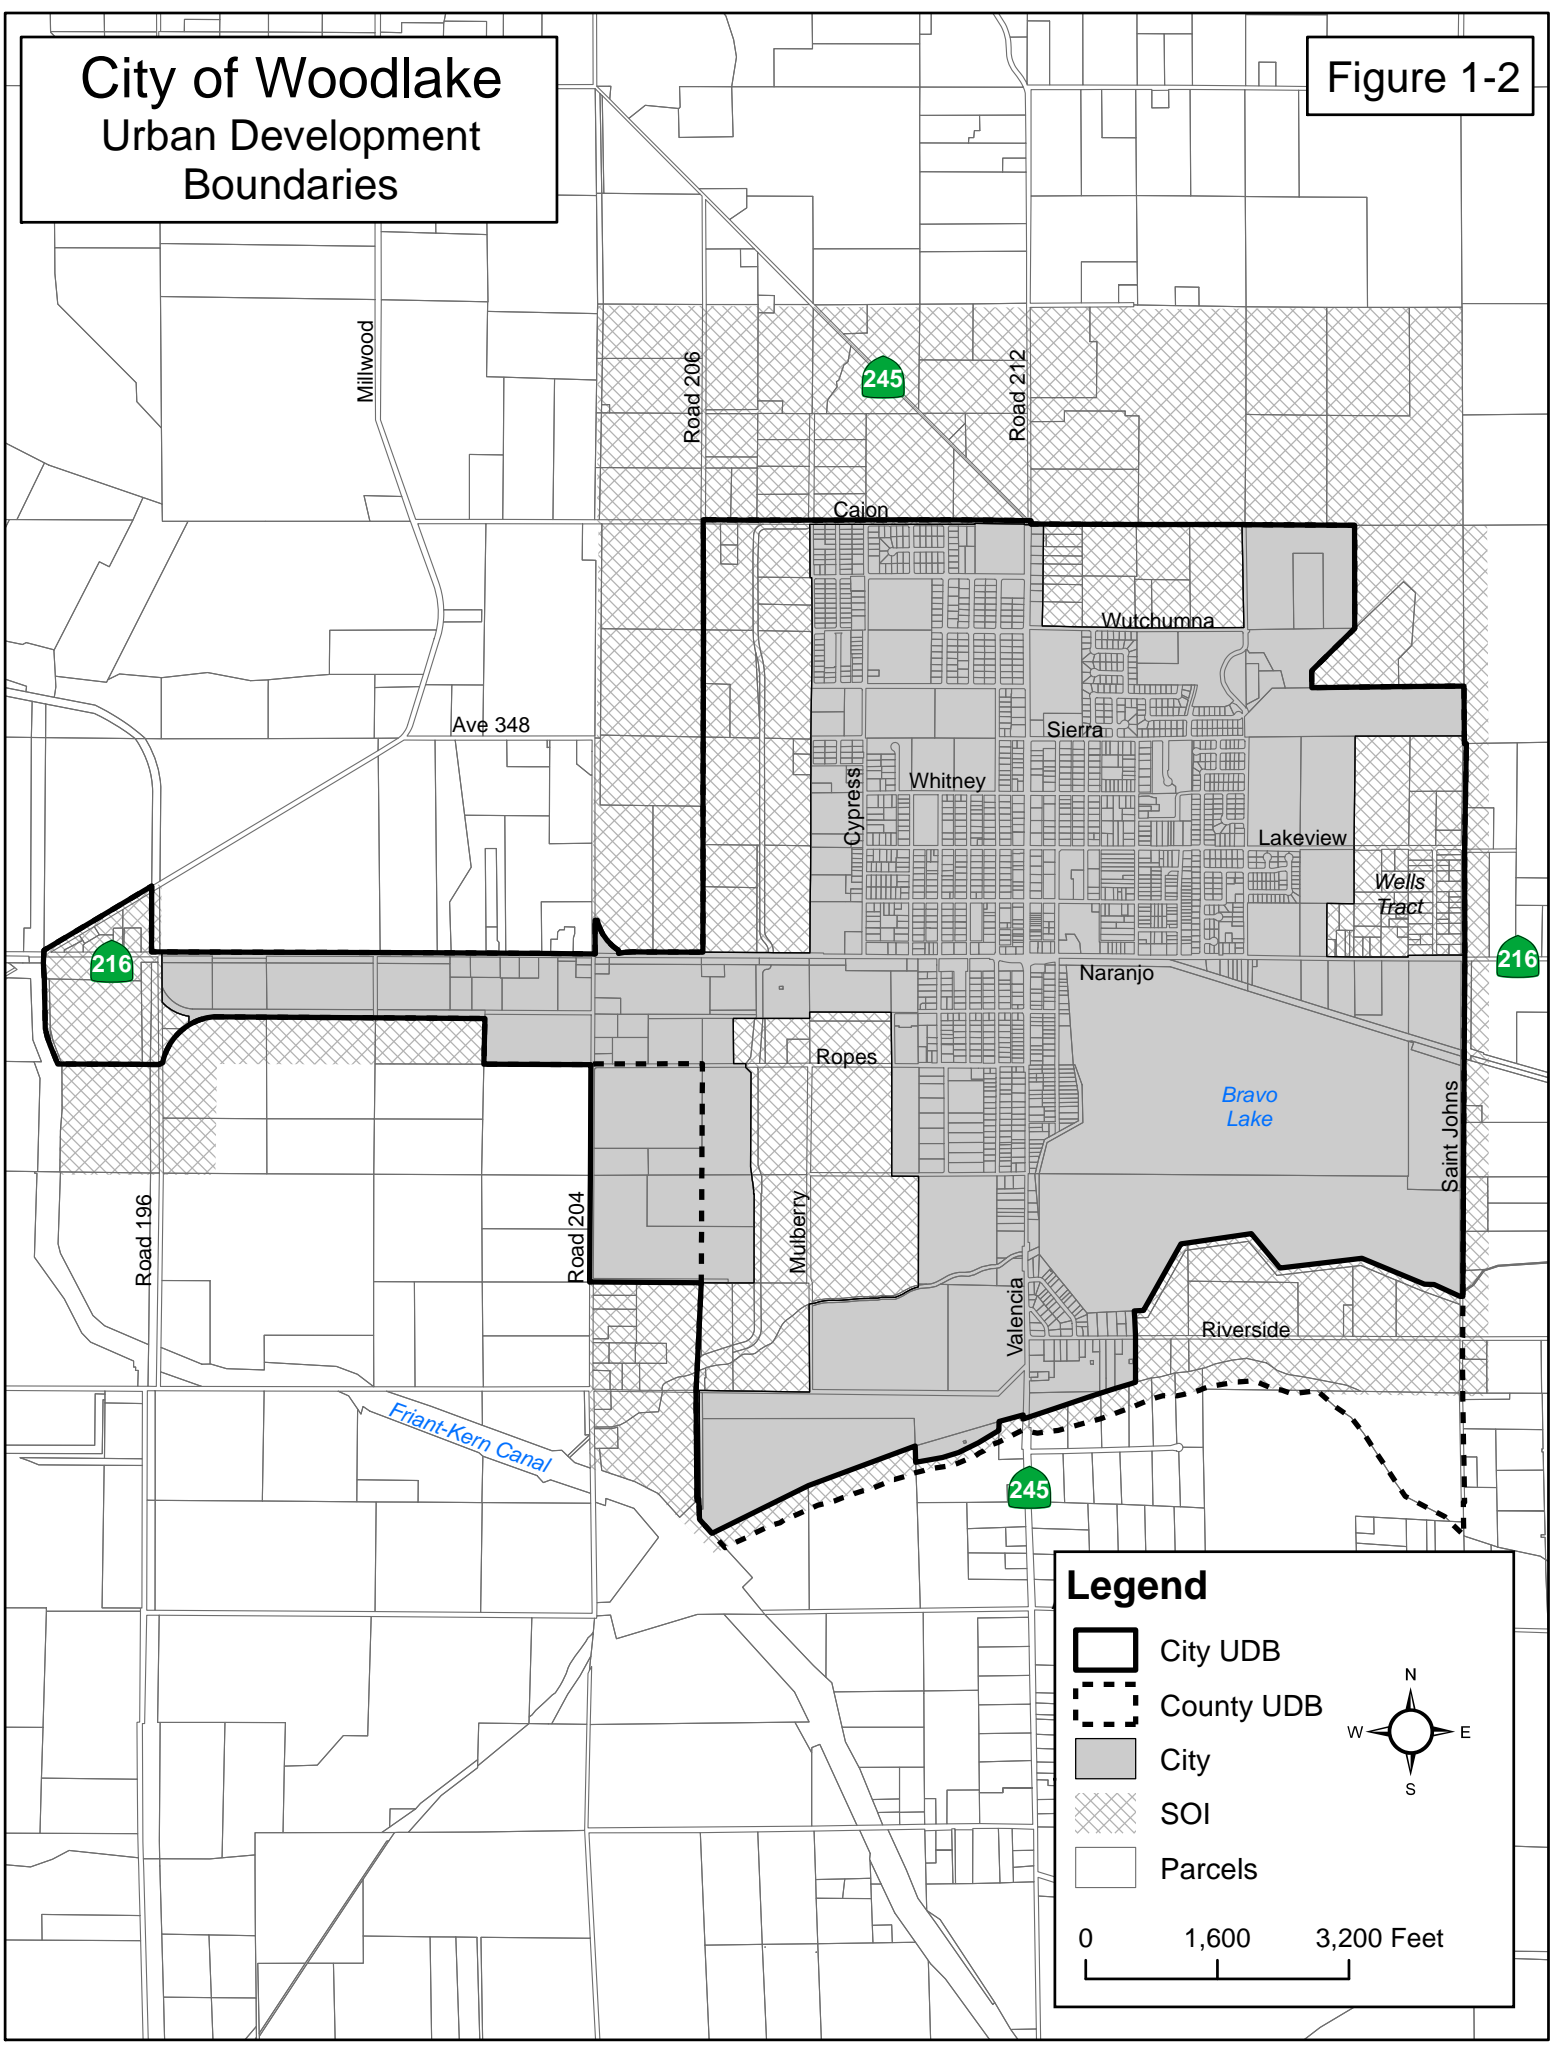 City of Woodlake
Urban Development
Boundaries
Figure 1-2
Millwood
Road 206
245
Road 212
Cajon
Wutchumna
Ave 348
Sierra
Whitney
Cypress
Lakeview
Wells
Tract
216
216
Naranjo
Ropes
Bravo
Lake
Saint Johns
Road 196
Road 204
Mulberry
Valencia
Riverside
Friant-Kern Canal
245
Legend
City UDB
County UDB
City
SOI
Parcels
N
W
E
S
0
1,600
3,200 Feet